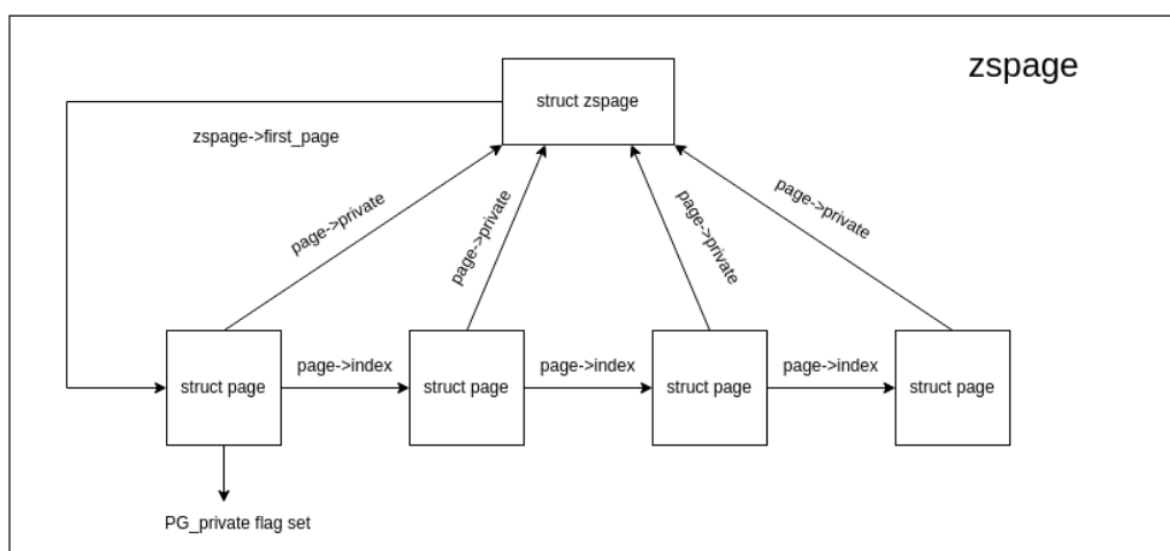 zspage
struct zspage
zspage->first_page
page->private
page->private
page->private
page->private
struct page
page->index
struct page
page->index
struct page
page->index
struct page
PG_private flag set